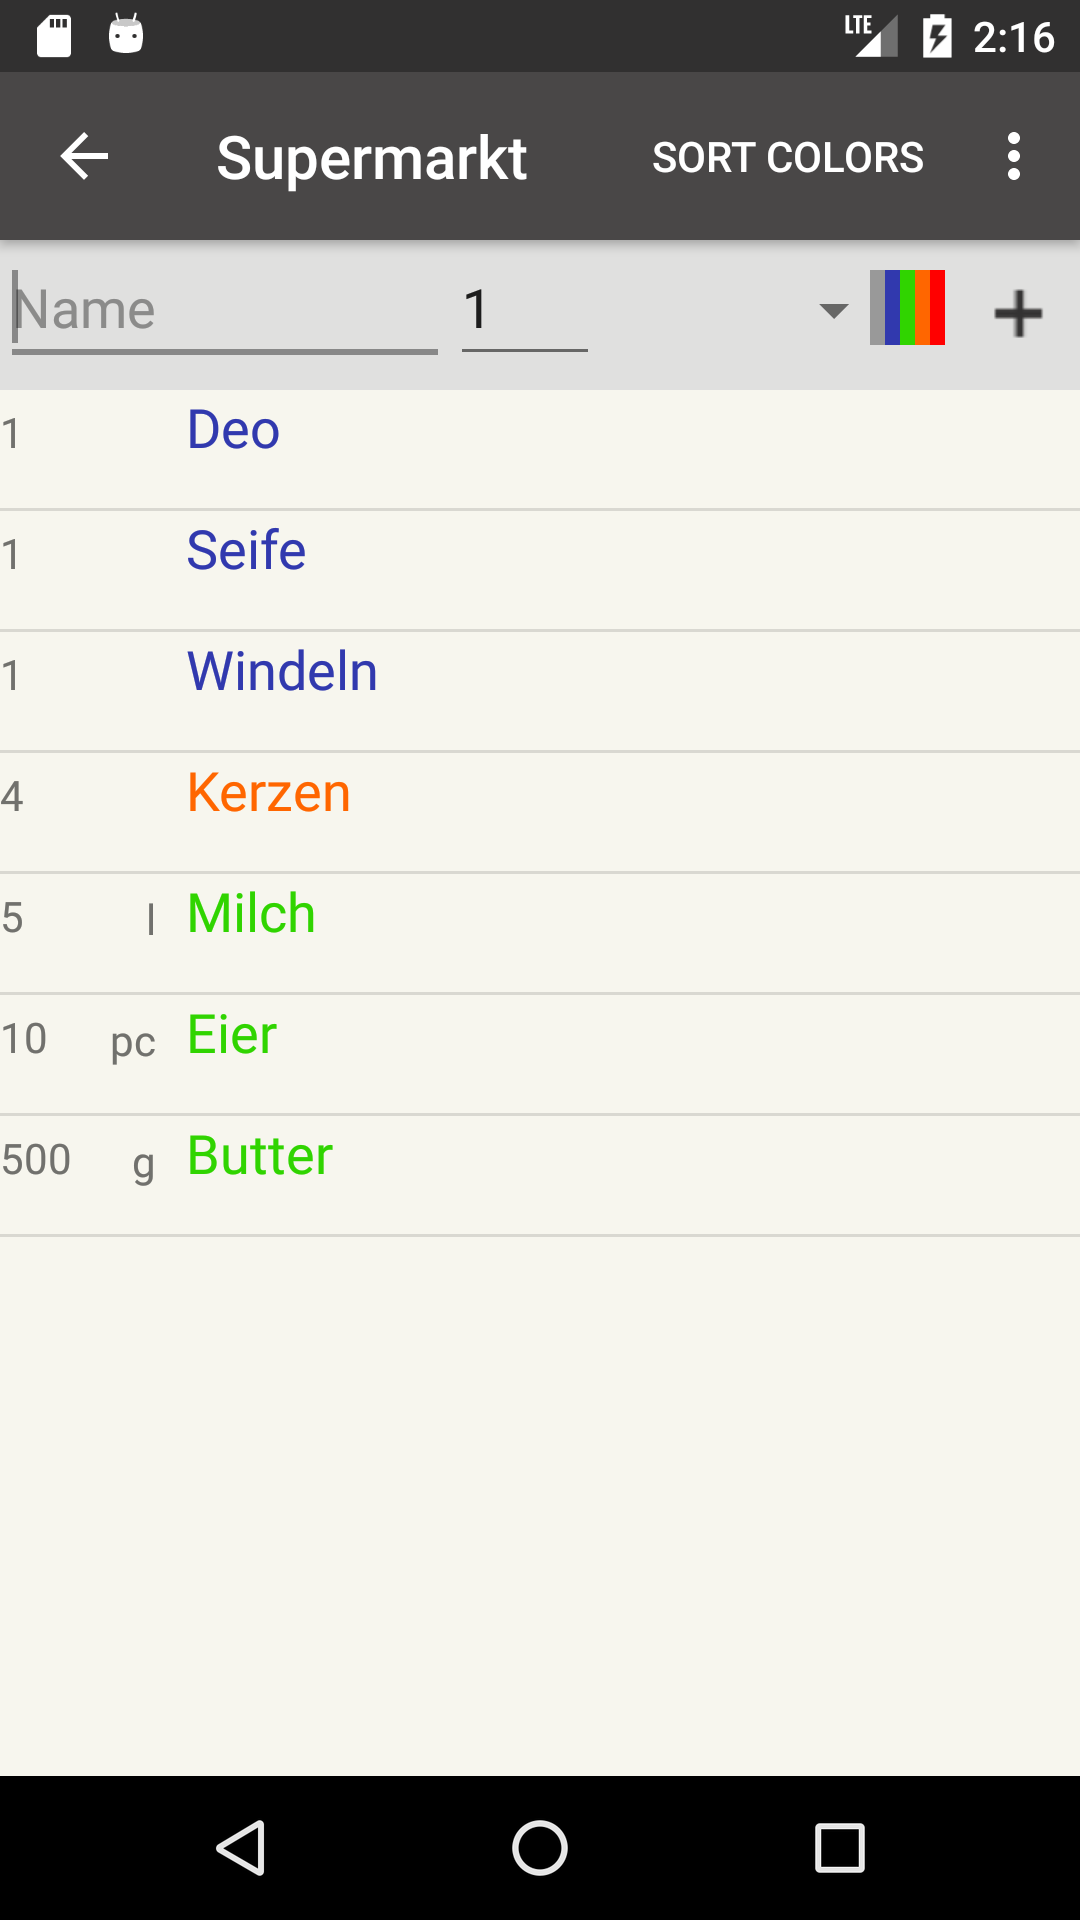 LTE 2:16
Supermarkt SORT COLORS
Name 1
1 Deo
1 Seife
1 Windeln
4 Kerzen
5 l Milch
10 pc Eier
500 g Butter